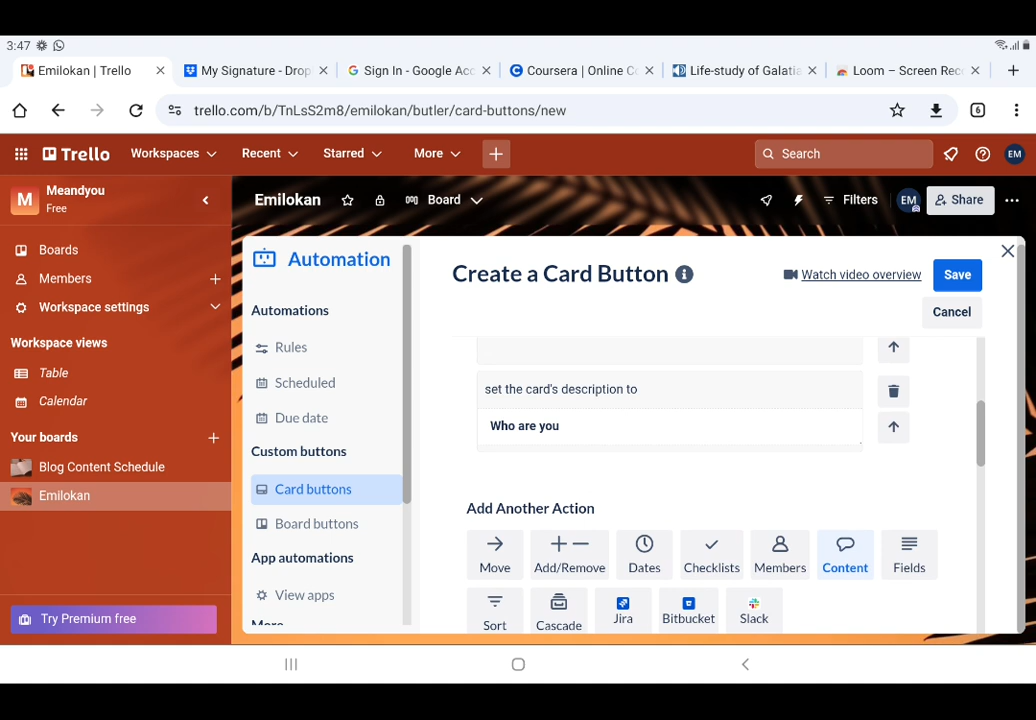 3:47
Emilokan | Trello
My Signature - Drop
Sign In - Google Acc
Coursera | Online Co
Life-study of Galatia
Loom – Screen Rec
trello.com/b/TnLsS2m8/emilokan/butler/card-buttons/new
6
Trello
Workspaces
Recent
Starred
More
Search
EM
M
Meandyou
Free
Emilokan
Board
Filters
EM
Share
Boards
Members
Workspace settings
Workspace views
Table
Calendar
Your boards
Blog Content Schedule
Emilokan
Try Premium free
Automation
Automations
Rules
Scheduled
Due date
Custom buttons
Card buttons
Board buttons
App automations
View apps
More
Create a Card Button
Watch video overview
Save
Cancel
set the card's description to
Who are you
Add Another Action
Move
Add/Remove
Dates
Checklists
Members
Content
Fields
Sort
Cascade
Jira
Bitbucket
Slack